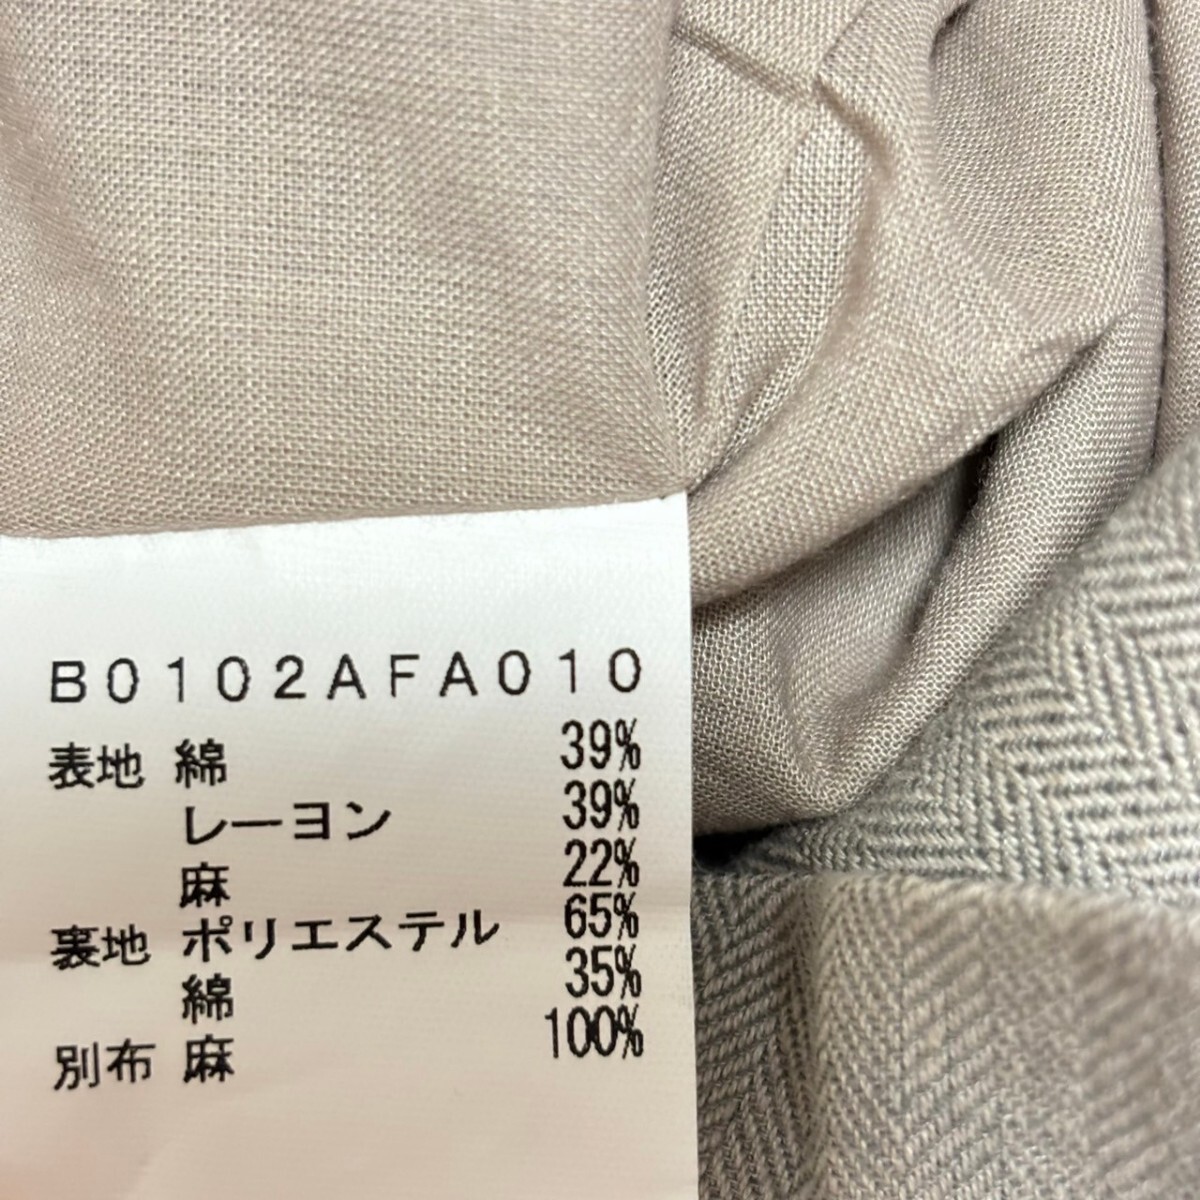 B0102AFA010
表地 綿 39%
レーヨン 39%
麻 22%
裏地 ポリエステル 65%
綿 35%
別布 麻 100%